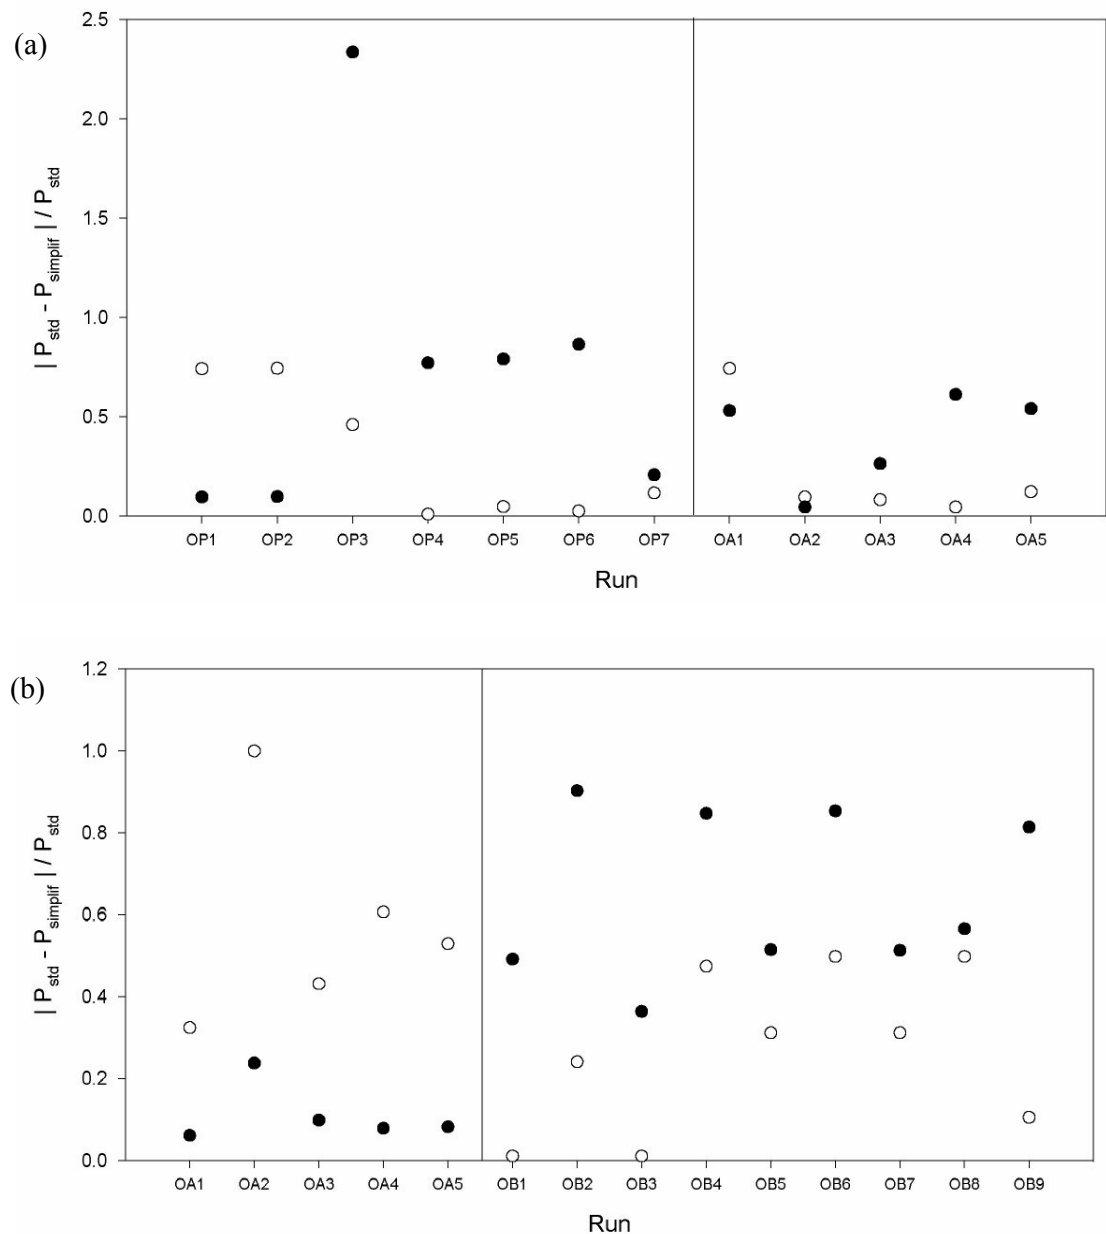 (a)
2.5
2.0
1.5
1.0
0.5
0.0
| P_std - P_simplif | / P_std
OP1 OP2 OP3 OP4 OP5 OP6 OP7 OA1 OA2 OA3 OA4 OA5
Run
(b)
1.2
1.0
0.8
0.6
0.4
0.2
0.0
| P_std - P_simplif | / P_std
OA1 OA2 OA3 OA4 OA5 OB1 OB2 OB3 OB4 OB5 OB6 OB7 OB8 OB9
Run